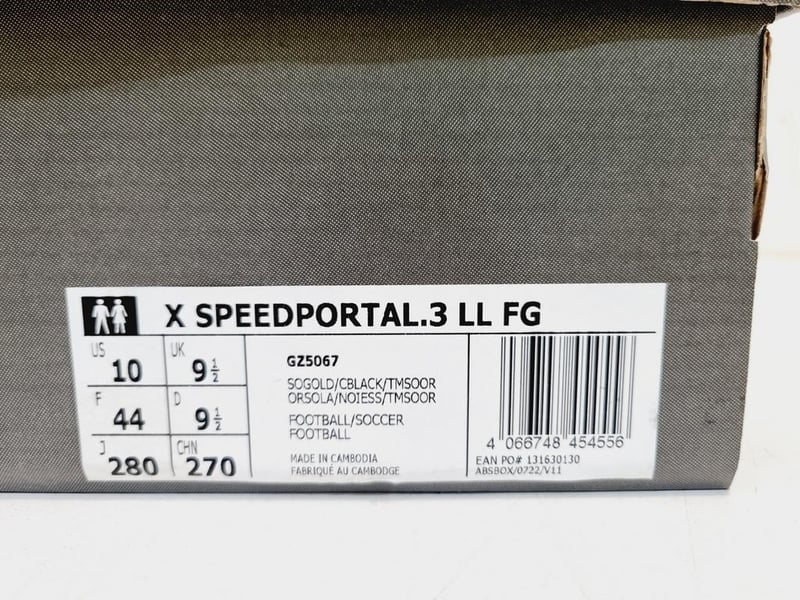 X SPEEDPORTAL.3 LL FG
US 10 UK 9 1/2
F 44 D 9 1/2
J 280 CHN 270
GZ5067
SOGOLD/CBLACK/TMSOOR
ORSOLA/NOIESS/TMSOOR
FOOTBALL/SOCCER
FOOTBALL
MADE IN CAMBODIA
FABRIQUÉ AU CAMBODGE
4 066748 454556
EAN PO# 131630130
ABSBOX/0722/V11